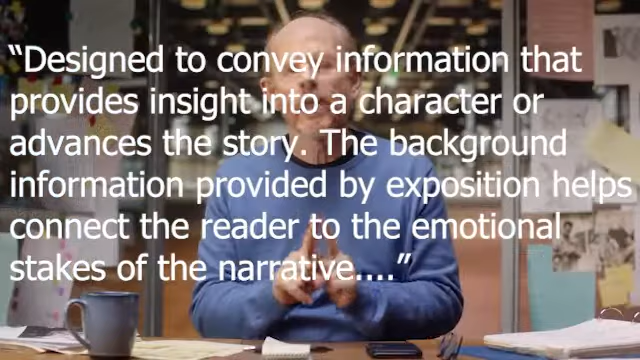 “Designed to convey information that
provides insight into a character or
advances the story. The background
information provided by exposition helps
connect the reader to the emotional
stakes of the narrative....”